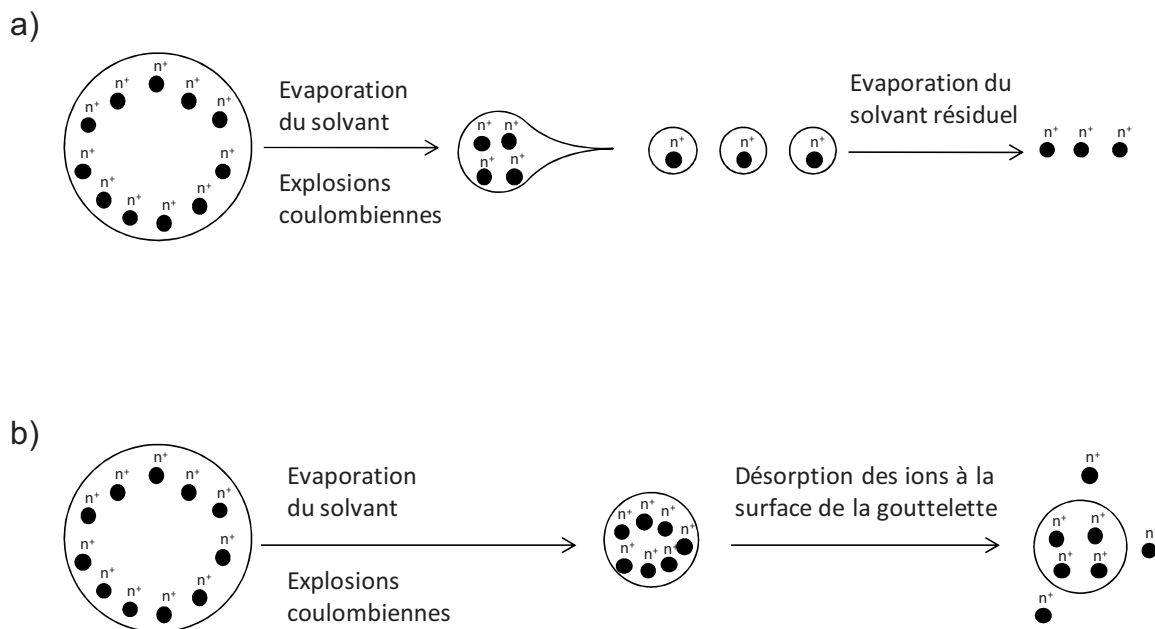 a)
n⁺
n⁺ n⁺
n⁺ n⁺
n⁺ n⁺
n⁺ n⁺
n⁺ n⁺
Evaporation
du solvant
Explosions
coulombiennes
n⁺ n⁺
n⁺ n⁺
n⁺ n⁺ n⁺
Evaporation du
solvant résiduel
n⁺ n⁺ n⁺
b)
n⁺
n⁺ n⁺
n⁺ n⁺
n⁺ n⁺
n⁺ n⁺
n⁺ n⁺
Evaporation
du solvant
Explosions
coulombiennes
n⁺
n⁺ n⁺
n⁺
n⁺ n⁺ n⁺
Désorption des ions à la
surface de la gouttelette
n⁺
n⁺ n⁺
n
n⁺ n⁺
n⁺